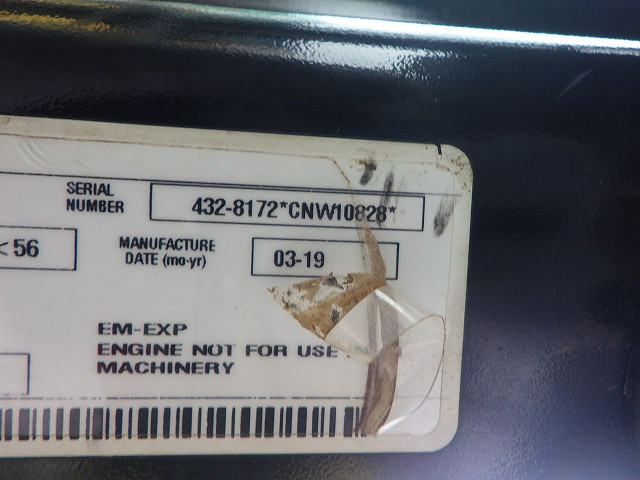 SERIAL
NUMBER
432-8172*CNW10828*
<56
MANUFACTURE
DATE (mo-yr)
03-19
EM-EXP
ENGINE NOT FOR USE
MACHINERY